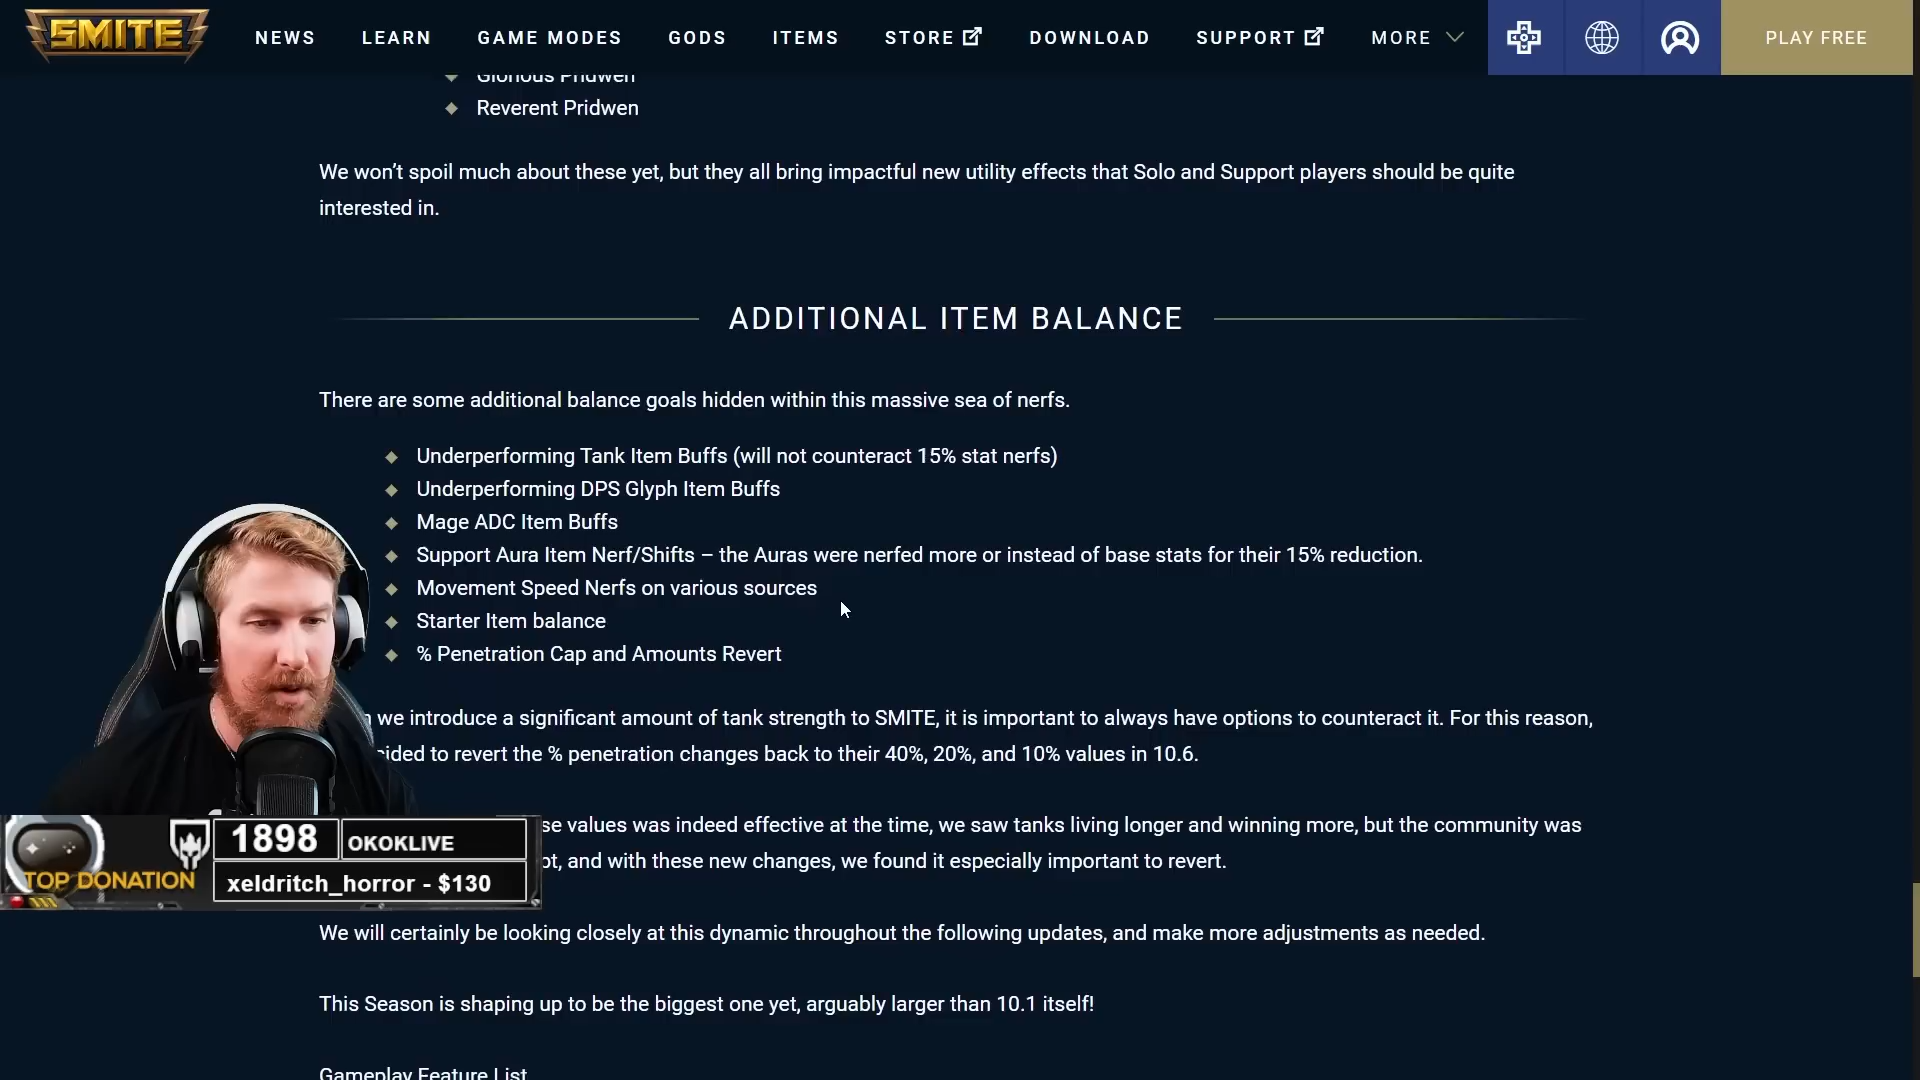 SMITE
NEWS LEARN GAME MODES GODS ITEMS STORE DOWNLOAD SUPPORT MORE PLAY FREE
Glorious Pridwen
Reverent Pridwen
We won't spoil much about these yet, but they all bring impactful new utility effects that Solo and Support players should be quite
interested in.
ADDITIONAL ITEM BALANCE
There are some additional balance goals hidden within this massive sea of nerfs.
Underperforming Tank Item Buffs (will not counteract 15% stat nerfs)
Underperforming DPS Glyph Item Buffs
Mage ADC Item Buffs
Support Aura Item Nerf/Shifts – the Auras were nerfed more or instead of base stats for their 15% reduction.
Movement Speed Nerfs on various sources
Starter Item balance
% Penetration Cap and Amounts Revert
we introduce a significant amount of tank strength to SMITE, it is important to always have options to counteract it. For this reason,
to revert the % penetration changes back to their 40%, 20%, and 10% values in 10.6.
values was indeed effective at the time, we saw tanks living longer and winning more, but the community was
and with these new changes, we found it especially important to revert.
1898 OKOKLIVE
TOP DONATION xeldritch_horror - $130
We will certainly be looking closely at this dynamic throughout the following updates, and make more adjustments as needed.
This Season is shaping up to be the biggest one yet, arguably larger than 10.1 itself!
Gameplay Feature List